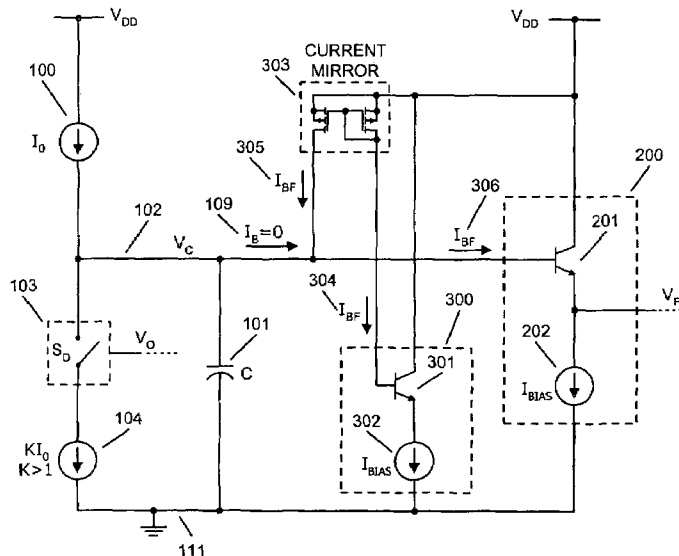 V_DD
V_DD
CURRENT
MIRROR
100
303
I_0
305
I_BF
200
109
306
102
I_B=0
I_BF
201
V_C
304
103
I_BF
300
V_F
S_D
V_O
101
202
C
301
302
104
I_BIAS
KI_0
K>1
I_BIAS
111